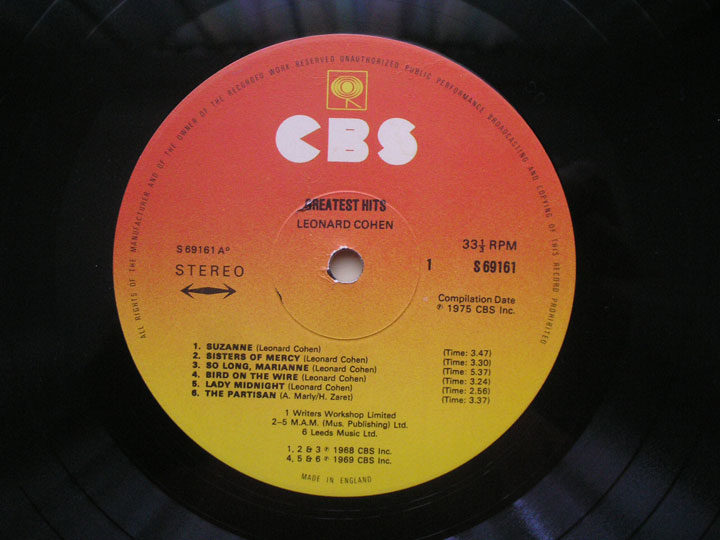 ALL RIGHTS OF THE MANUFACTURER AND OF THE OWNER OF THE RECORDED WORK RESERVED UNAUTHORIZED PUBLIC PERFORMANCE BROADCASTING AND COPYING OF THIS RECORD PROHIBITED
CBS
GREATEST HITS
LEONARD COHEN
S 69161 A°
STEREO
33⅓ RPM
1 S 69161
Compilation Date
℗ 1975 CBS Inc.
1. SUZANNE (Leonard Cohen) (Time: 3.47)
2. SISTERS OF MERCY (Leonard Cohen) (Time: 3.30)
3. SO LONG, MARIANNE (Leonard Cohen) (Time: 5.37)
4. BIRD ON THE WIRE (Leonard Cohen) (Time: 3.24)
5. LADY MIDNIGHT (Leonard Cohen) (Time: 2.56)
6. THE PARTISAN (A. Marly/H. Zaret) (Time: 3.37)
1 Writers Workshop Limited
2–5 M.A.M. (Mus. Publishing) Ltd.
6 Leeds Music Ltd.
1, 2 & 3 ℗ 1968 CBS Inc.
4, 5 & 6 ℗ 1969 CBS Inc.
MADE IN ENGLAND